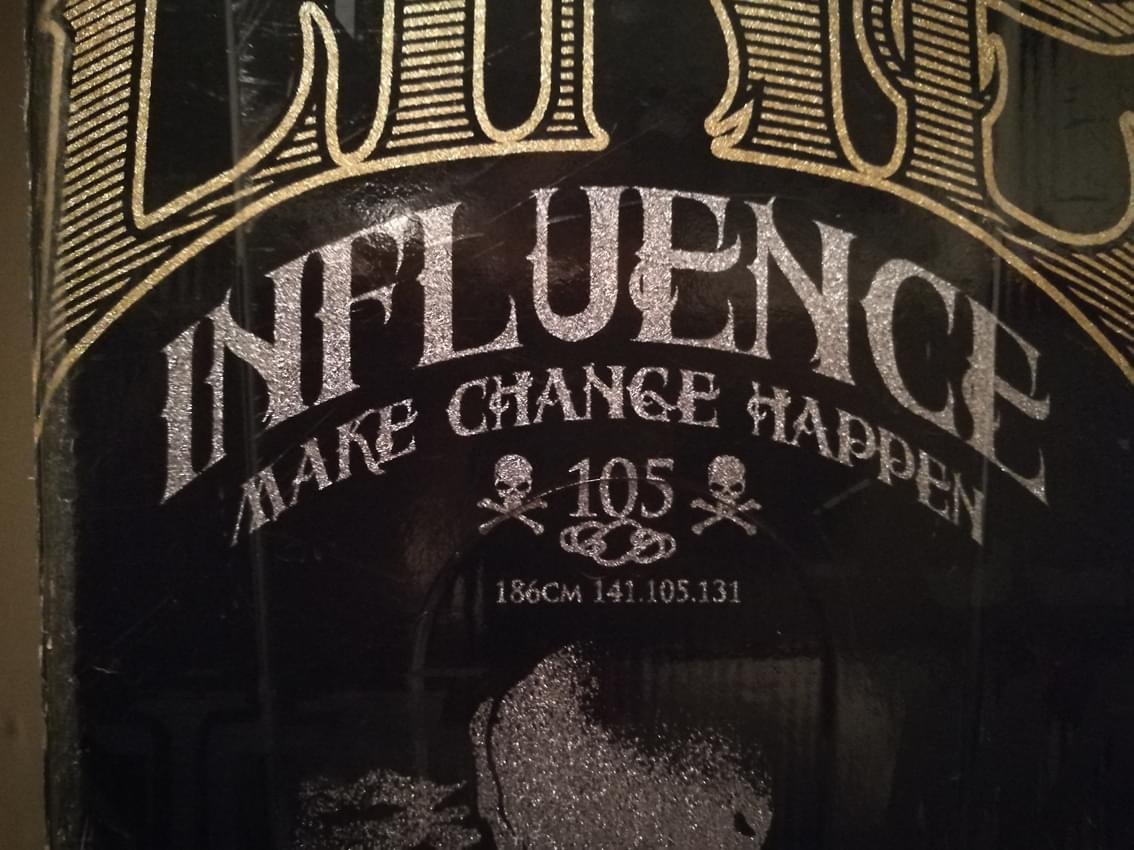 INFLUENCE
MAKE CHANGE HAPPEN
105
186CM 141.105.131